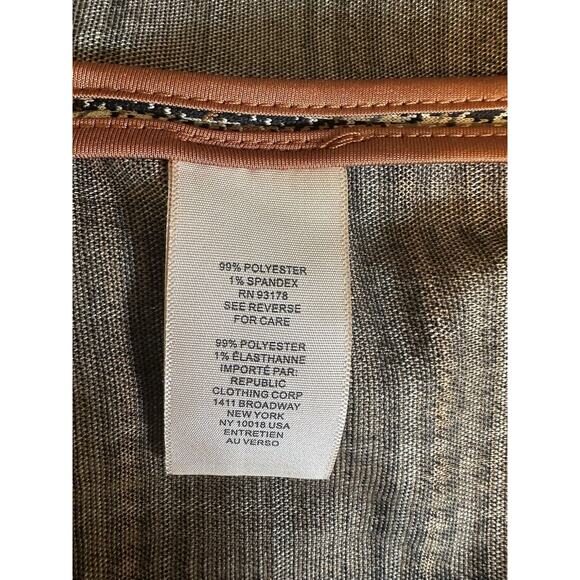 99% POLYESTER
1% SPANDEX
RN 93178
SEE REVERSE
FOR CARE
99% POLYESTER
1% ÉLASTHANNE
IMPORTÉ PAR:
REPUBLIC
CLOTHING CORP
1411 BROADWAY
NEW YORK
NY 10018 USA
ENTRETIEN
AU VERSO